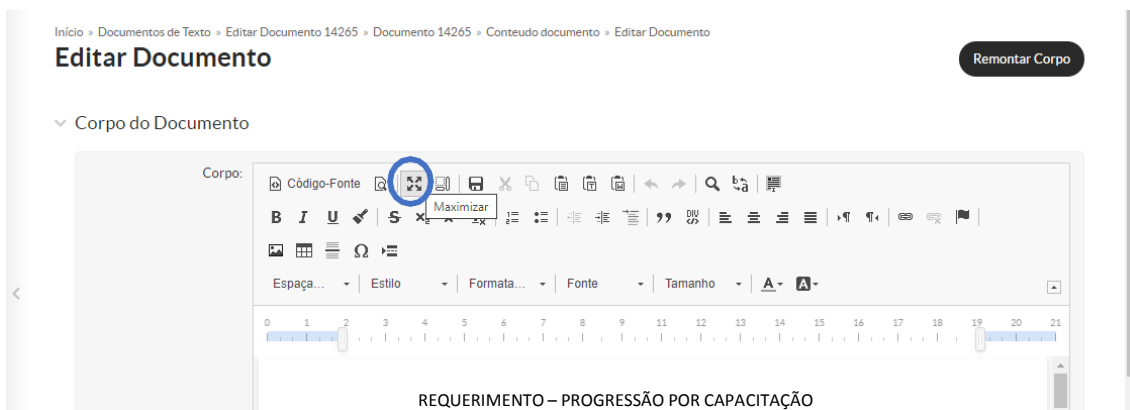 Início » Documentos de Texto » Editar Documento 14265 » Documento 14265 » Conteudo documento » Editar Documento
Editar Documento
Remontar Corpo
Corpo do Documento
Corpo:
Código-Fonte
Maximizar
B I U S
Espaça... Estilo Formata... Fonte Tamanho A A
0 1 2 3 4 5 6 7 8 9 11 12 13 14 15 16 17 18 19 20 21
REQUERIMENTO – PROGRESSÃO POR CAPACITAÇÃO